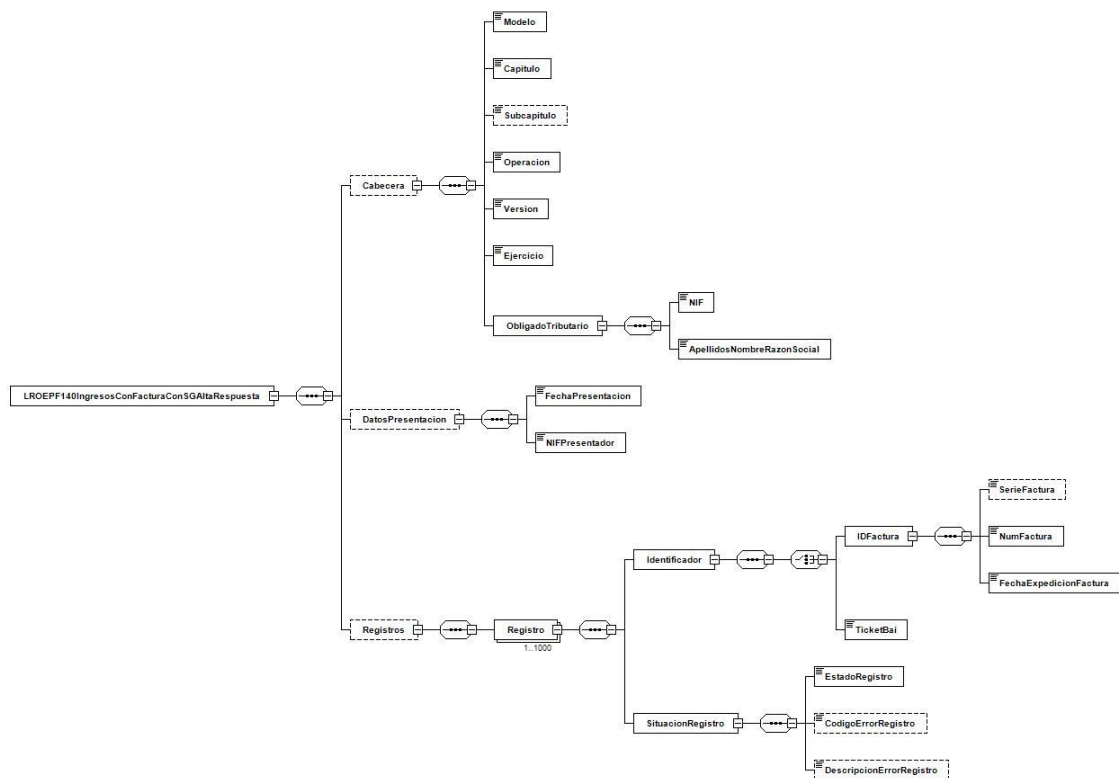 Modelo
Capitulo
Subcapitulo
Operacion
Cabecera
Version
Ejercicio
NIF
ObligadoTributario
ApellidosNombreRazonSocial
LROEPF140IngresosConFacturaConSGAltaRespuesta
FechaPresentacion
DatosPresentacion
NIFPresentador
SerieFactura
IDFactura
NumFactura
Identificador
FechaExpedicionFactura
Registros
Registro
1..1000
TicketBai
EstadoRegistro
SituacionRegistro
CodigoErrorRegistro
DescripcionErrorRegistro